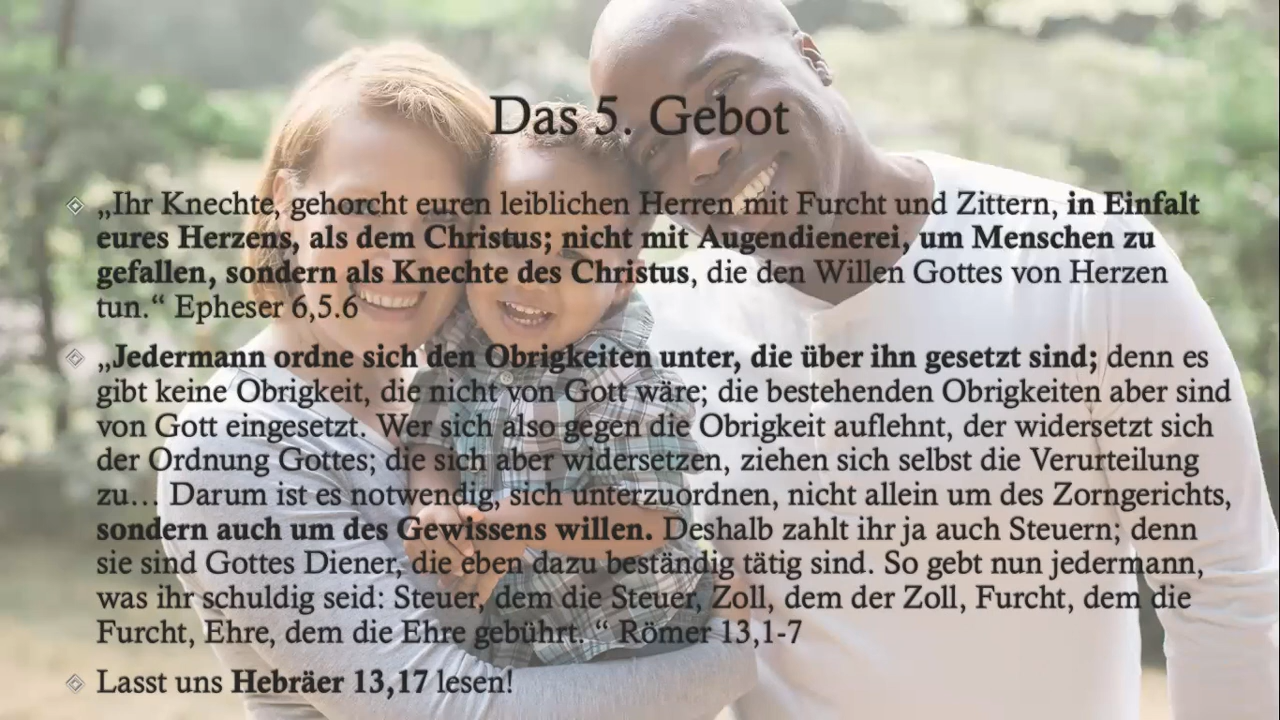 Das 5. Gebot
„Ihr Knechte, gehorcht euren leiblichen Herren mit Furcht und Zittern, in Einfalt
eures Herzens, als dem Christus; nicht mit Augendienerei, um Menschen zu
gefallen, sondern als Knechte des Christus, die den Willen Gottes von Herzen
tun.“ Epheser 6,5.6
„Jedermann ordne sich den Obrigkeiten unter, die über ihn gesetzt sind; denn es
gibt keine Obrigkeit, die nicht von Gott wäre; die bestehenden Obrigkeiten aber sind
von Gott eingesetzt. Wer sich also gegen die Obrigkeit auflehnt, der widersetzt sich
der Ordnung Gottes; die sich aber widersetzen, ziehen sich selbst die Verurteilung
zu… Darum ist es notwendig, sich unterzuordnen, nicht allein um des Zorngerichts,
sondern auch um des Gewissens willen. Deshalb zahlt ihr ja auch Steuern; denn
sie sind Gottes Diener, die eben dazu beständig tätig sind. So gebt nun jedermann,
was ihr schuldig seid: Steuer, dem die Steuer, Zoll, dem der Zoll, Furcht, dem die
Furcht, Ehre, dem die Ehre gebührt. “ Römer 13,1-7
Lasst uns Hebräer 13,17 lesen!